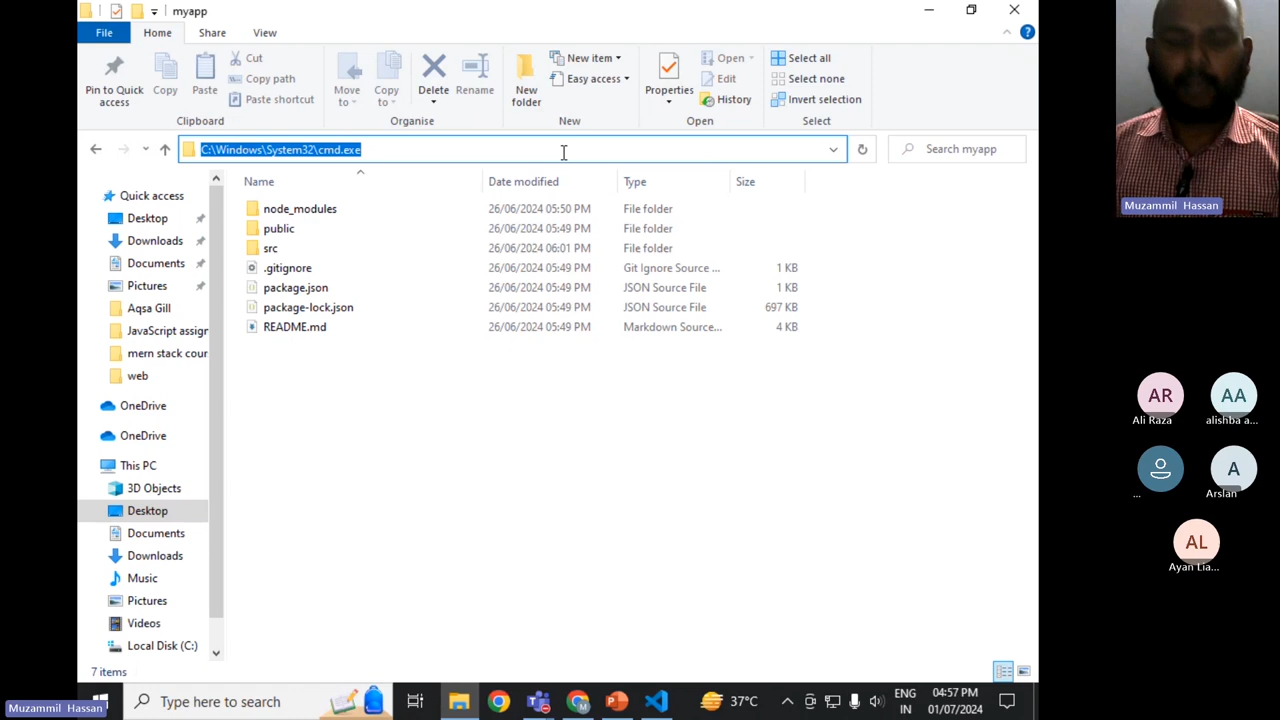 myapp
File Home Share View
Pin to Quick access
Copy
Paste
Cut
Copy path
Paste shortcut
Clipboard
Move to
Copy to
Delete
Rename
Organise
New folder
New item
Easy access
New
Properties
Open
Edit
History
Open
Select all
Select none
Invert selection
Select
C:\Windows\System32\cmd.exe
Search myapp
Quick access
Desktop
Downloads
Documents
Pictures
Aqsa Gill
JavaScript assign
mern stack cour
web
OneDrive
OneDrive
This PC
3D Objects
Desktop
Documents
Downloads
Music
Pictures
Videos
Local Disk (C:)
Name Date modified Type Size
node_modules 26/06/2024 05:50 PM File folder
public 26/06/2024 05:49 PM File folder
src 26/06/2024 06:01 PM File folder
.gitignore 26/06/2024 05:49 PM Git Ignore Source ... 1 KB
package.json 26/06/2024 05:49 PM JSON Source File 1 KB
package-lock.json 26/06/2024 05:49 PM JSON Source File 697 KB
README.md 26/06/2024 05:49 PM Markdown Source... 4 KB
7 items
Muzammil Hassan
AR
Ali Raza
AA
alishba a...
...
A
Arslan
AL
Ayan Lia...
Muzammil Hassan
Type here to search
37°C
ENG
IN
04:57 PM
01/07/2024